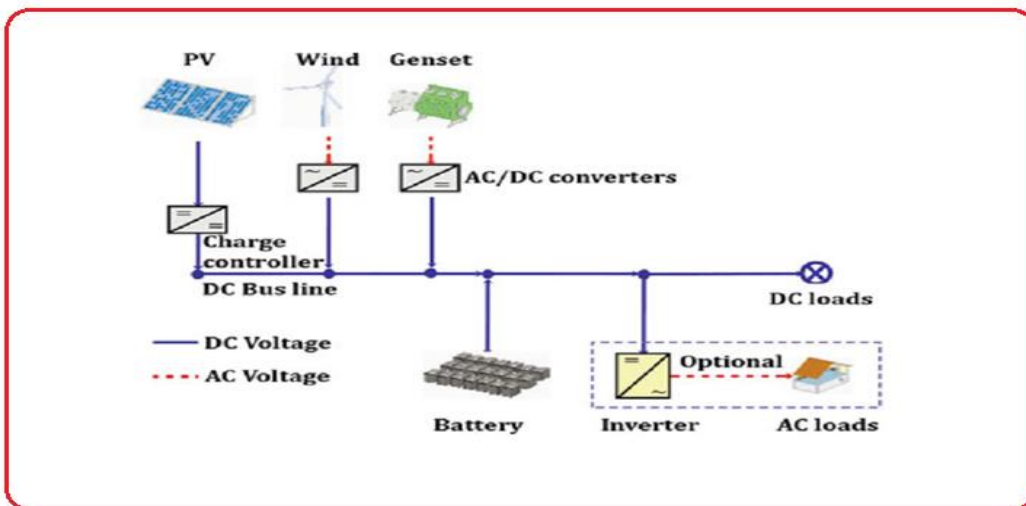 PV
Wind
Genset
AC/DC converters
Charge
controller
DC Bus line
DC loads
DC Voltage
AC Voltage
Optional
Battery
Inverter
AC loads